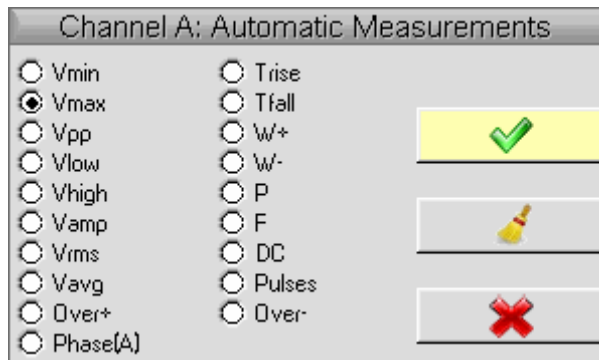 Channel A: Automatic Measurements
Vmin
Vmax
Vpp
Vlow
Vhigh
Vamp
Vrms
Vavg
Over+
Phase(A)
Trise
Tfall
W+
W-
P
F
DC
Pulses
Over-